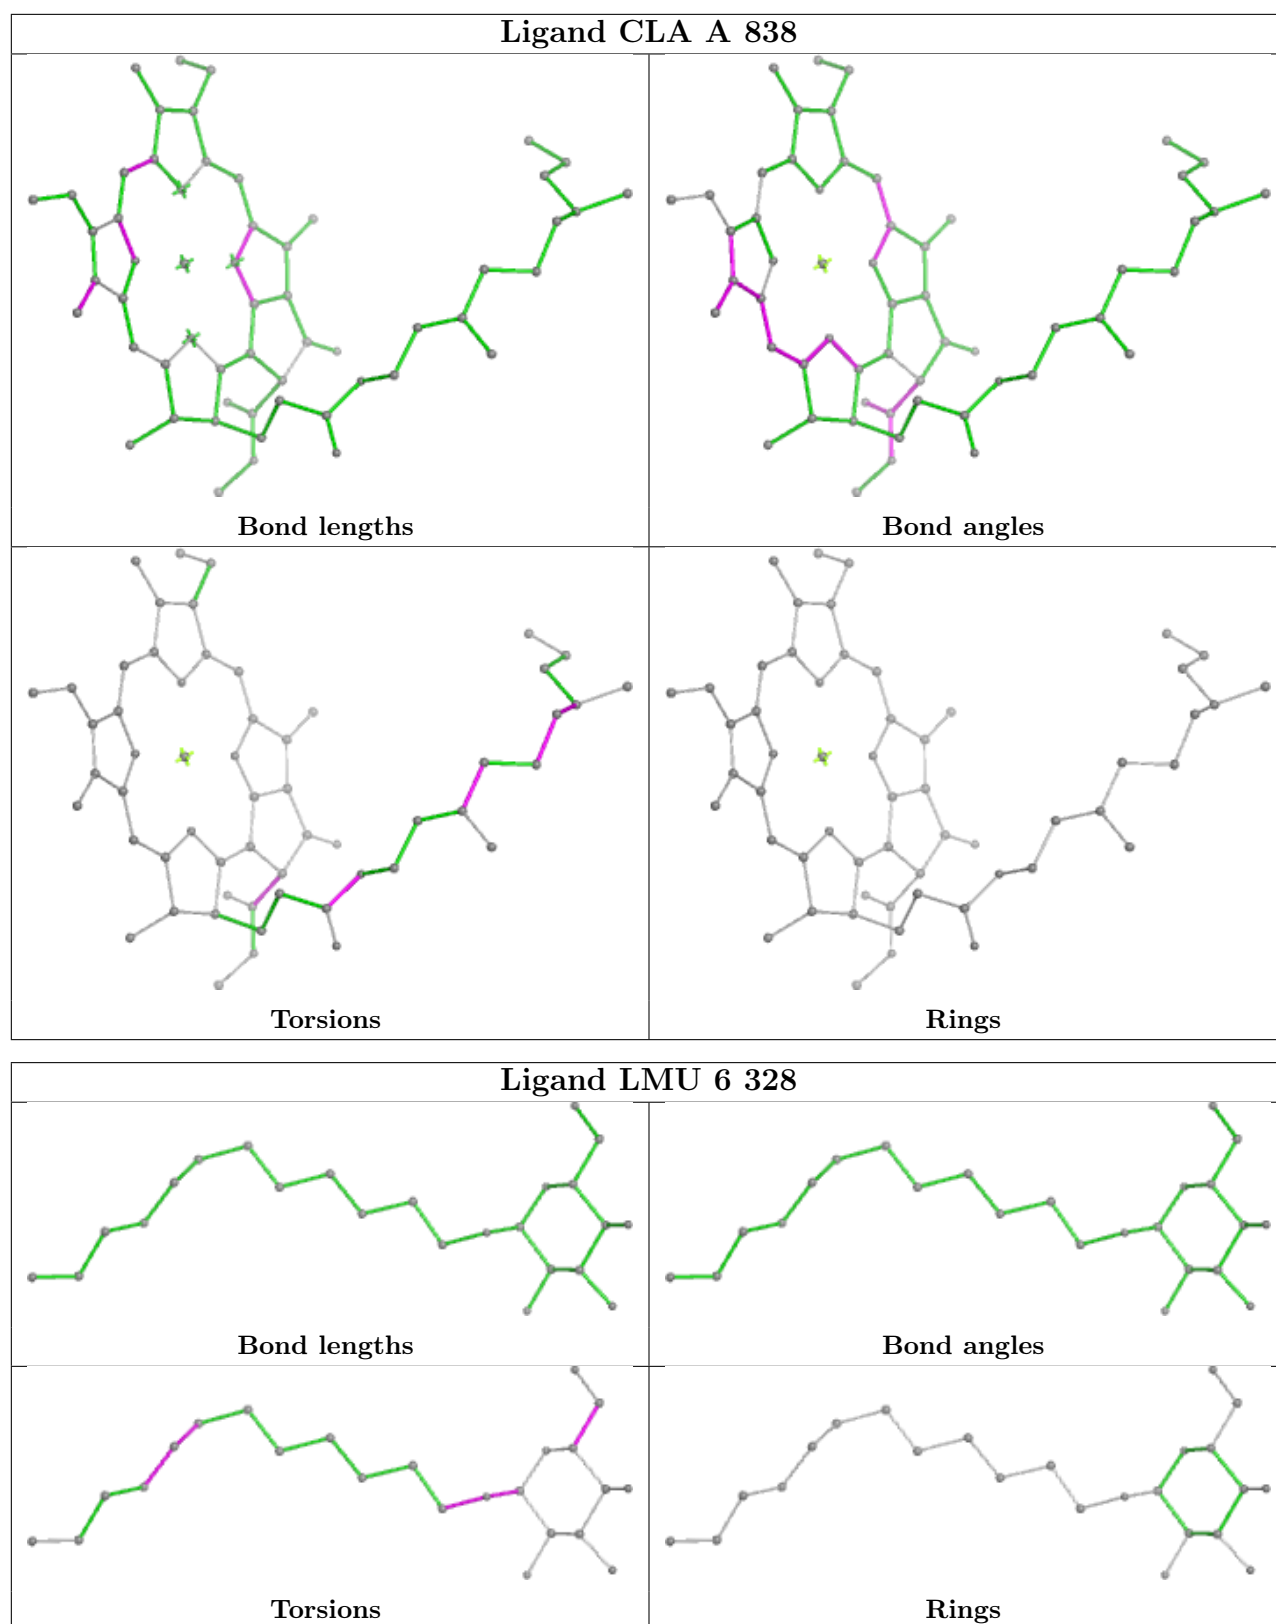 Ligand CLA A 838
Bond lengths
Bond angles
Torsions
Rings
Ligand LMU 6 328
Bond lengths
Bond angles
Torsions
Rings